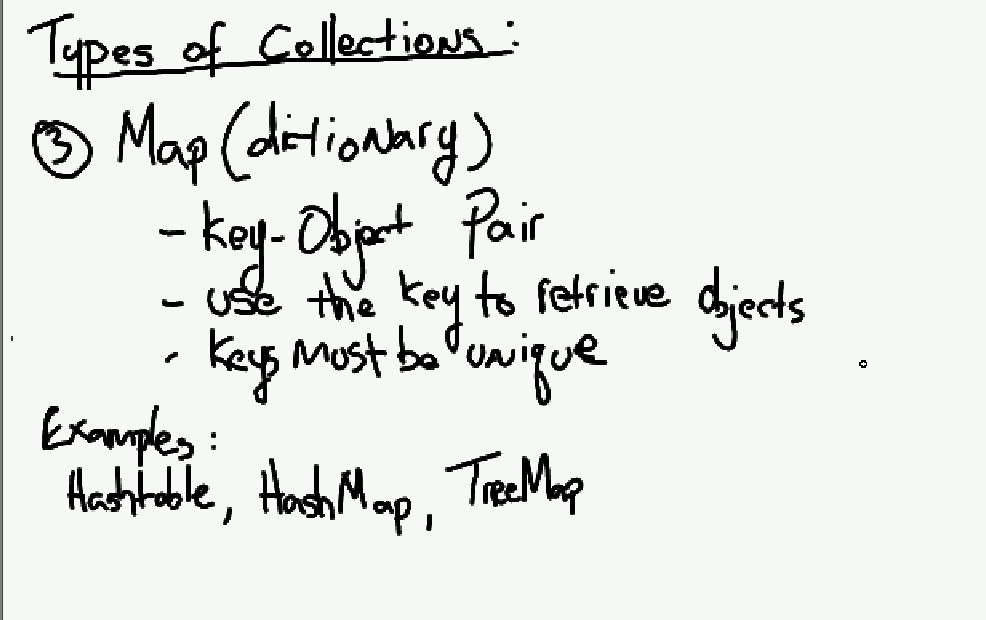 Types of Collections:
③ Map (dictionary)
- Key-Object Pair
- use the key to retrieve objects
- Keys must be unique
Examples:
Hashtable, HashMap, TreeMap